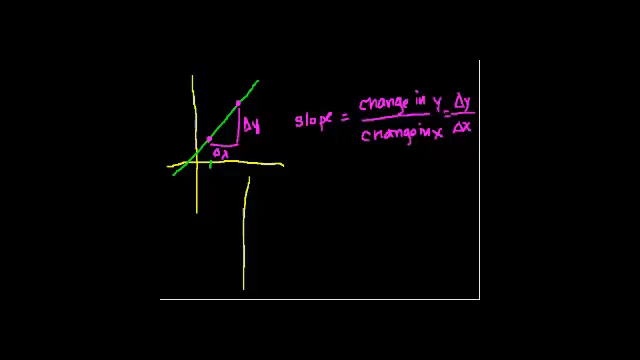 slope = change in y / change in x = Δy / Δx
Δy
Δx